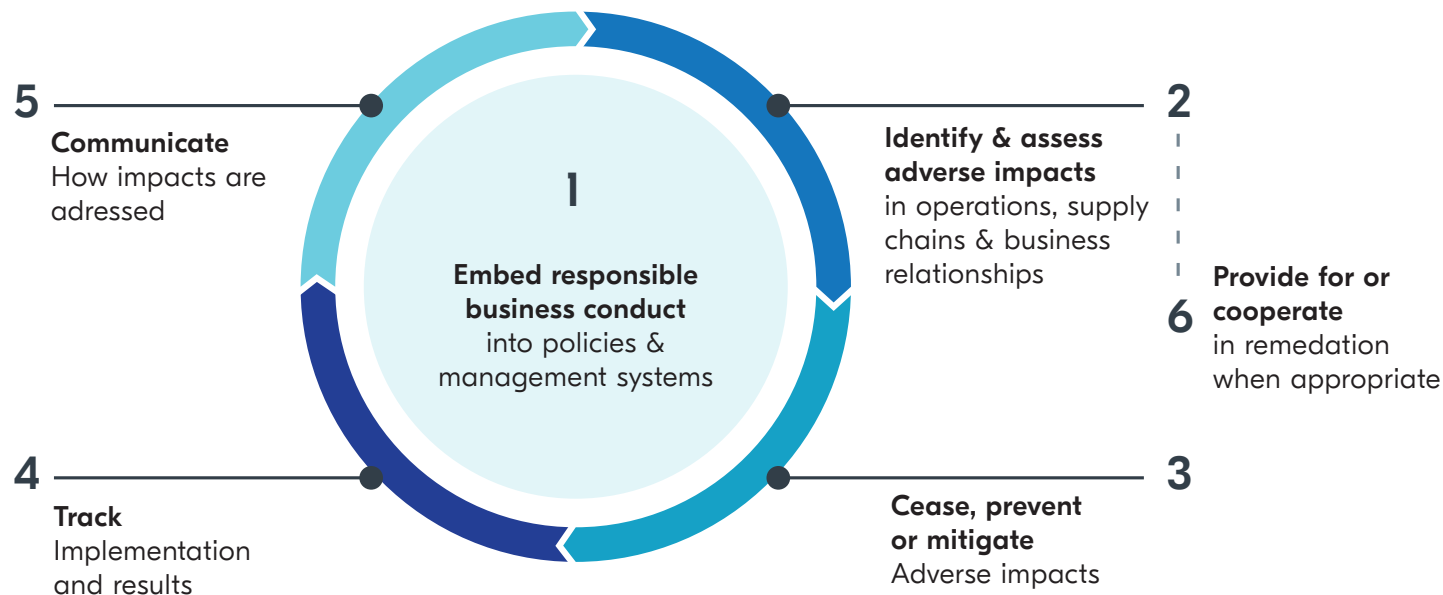 1
Embed responsible
business conduct
into policies &
management systems
2
Identify & assess
adverse impacts
in operations, supply
chains & business
relationships
3
Cease, prevent
or mitigate
Adverse impacts
4
Track
Implementation
and results
5
Communicate
How impacts are
adressed
6
Provide for or
cooperate
in remedation
when appropriate